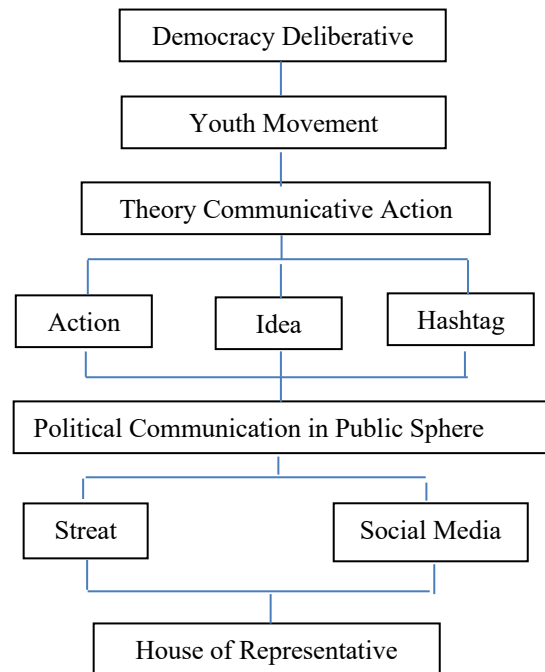 Democracy Deliberative
Youth Movement
Theory Communicative Action
Action
Idea
Hashtag
Political Communication in Public Sphere
Streat
Social Media
House of Representative